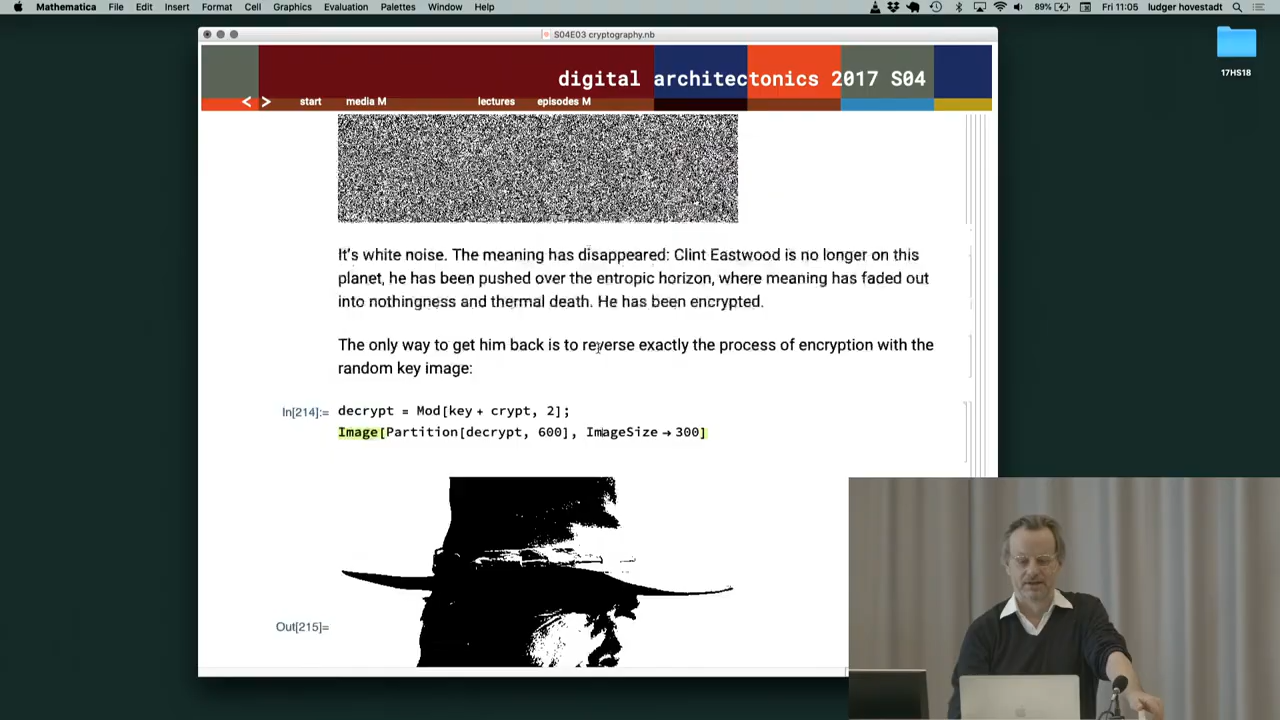 Mathematica File Edit Insert Format Cell Graphics Evaluation Palettes Window Help 89% Fri 11:05 ludger hovestadt
S04E03 cryptography.nb
17HS18
digital architectonics 2017 S04
< > start media M lectures episodes M
It's white noise. The meaning has disappeared: Clint Eastwood is no longer on this
planet, he has been pushed over the entropic horizon, where meaning has faded out
into nothingness and thermal death. He has been encrypted.
The only way to get him back is to reverse exactly the process of encryption with the
random key image:
In[214]:= decrypt = Mod[key + crypt, 2];
Image[Partition[decrypt, 600], ImageSize → 300]
Out[215]=